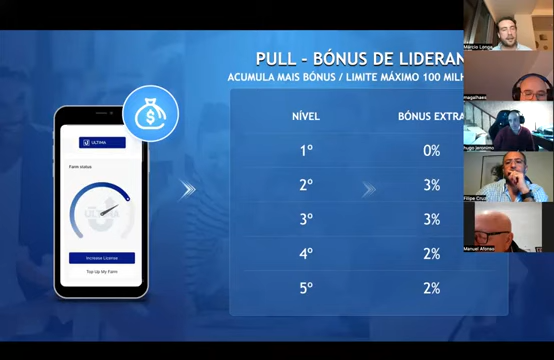 PULL - BÓNUS DE LIDERAN
ACUMULA MAIS BÓNUS / LIMITE MÁXIMO 100 MILH
NÍVEL BÓNUS EXTRA
1º 0%
2º 3%
3º 3%
4º 2%
5º 2%
$
ULTIMA
Farm status
ULTIMA
Increase License
Top Up My Farm
Márcio Longo
magalhaes
hugo jeronimo
Filipe Cruz
Manuel Afonso